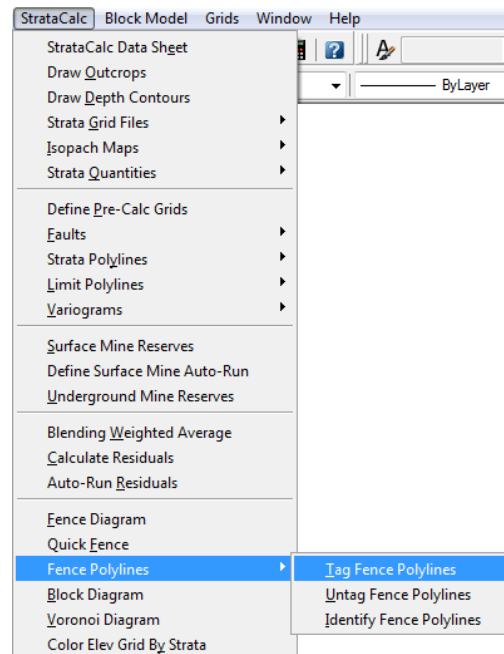 StrataCalc Block Model Grids Window Help
StrataCalc Data Sheet
Draw Outcrops
Draw Depth Contours
ByLayer
Strata Grid Files
Isopach Maps
Strata Quantities
Define Pre-Calc Grids
Faults
Strata Polylines
Limit Polylines
Variograms
Surface Mine Reserves
Define Surface Mine Auto-Run
Underground Mine Reserves
Blending Weighted Average
Calculate Residuals
Auto-Run Residuals
Fence Diagram
Quick Fence
Fence Polylines
Tag Fence Polylines
Block Diagram
Untag Fence Polylines
Voronoi Diagram
Identify Fence Polylines
Color Elev Grid By Strata